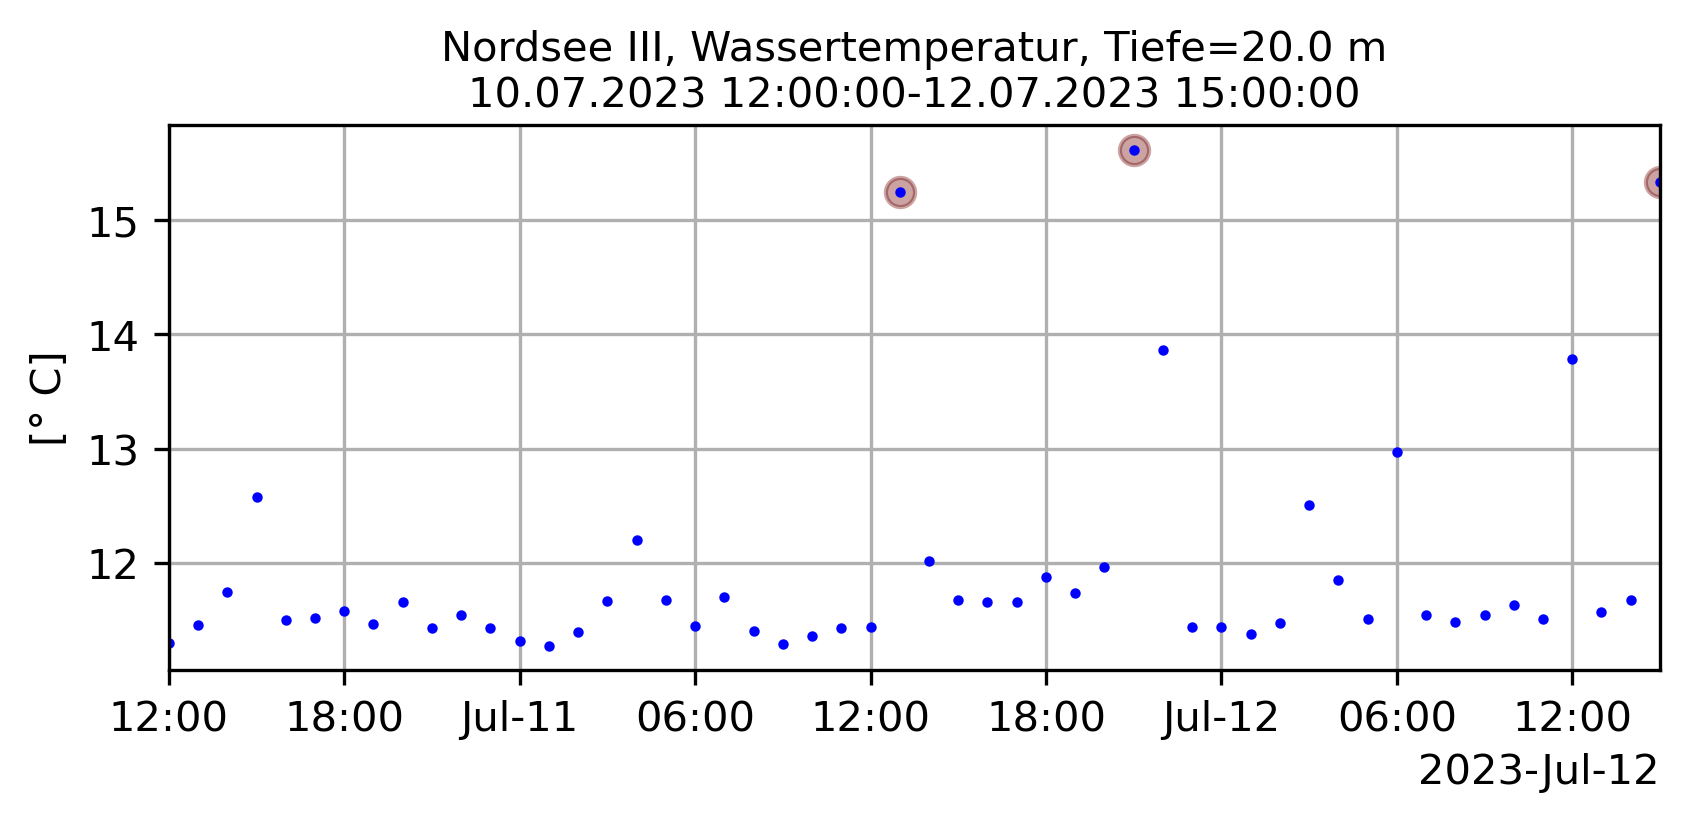 Nordsee III, Wassertemperatur, Tiefe=20.0 m
10.07.2023 12:00:00-12.07.2023 15:00:00
[° C]
15
14
13
12
12:00 18:00 Jul-11 06:00 12:00 18:00 Jul-12 06:00 12:00
2023-Jul-12